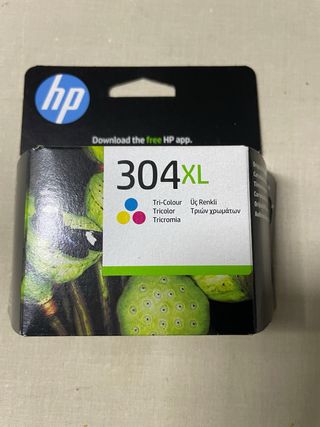 hp
Download the free HP app.
304XL
Tri-Colour Üç Renkli
Tricolor Τριών χρωμάτων
Tricromia